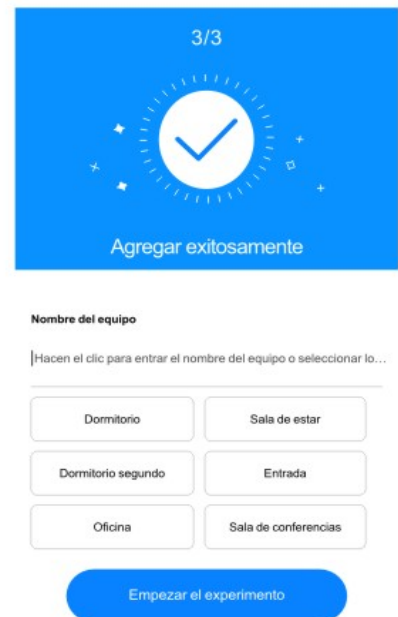 3/3
Agregar exitosamente
Nombre del equipo
Hacen el clic para entrar el nombre del equipo o seleccionar lo...
Dormitorio
Sala de estar
Dormitorio segundo
Entrada
Oficina
Sala de conferencias
Empezar el experimento